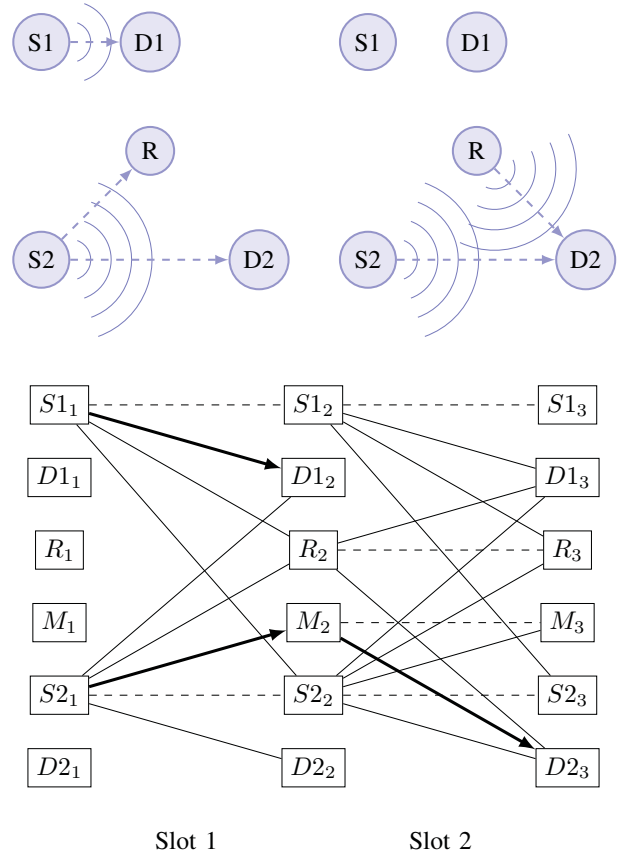 S1 D1 S1 D1
R R
S2 D2 S2 D2
S1₁ S1₂ S1₃
D1₁ D1₂ D1₃
R₁ R₂ R₃
M₁ M₂ M₃
S2₁ S2₂ S2₃
D2₁ D2₂ D2₃
Slot 1 Slot 2